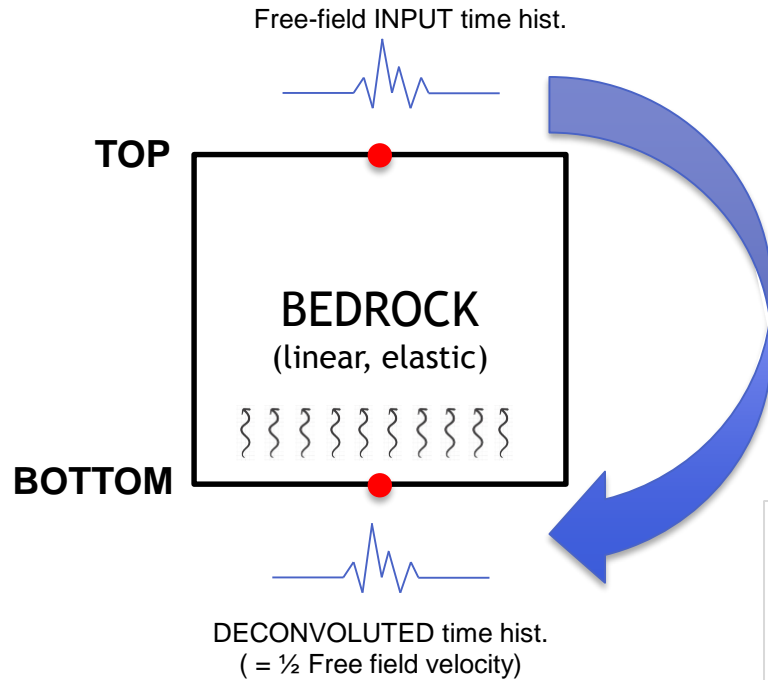 Free-field INPUT time hist.
TOP
BEDROCK
(linear, elastic)
BOTTOM
DECONVOLUTED time hist.
( = ½ Free field velocity)